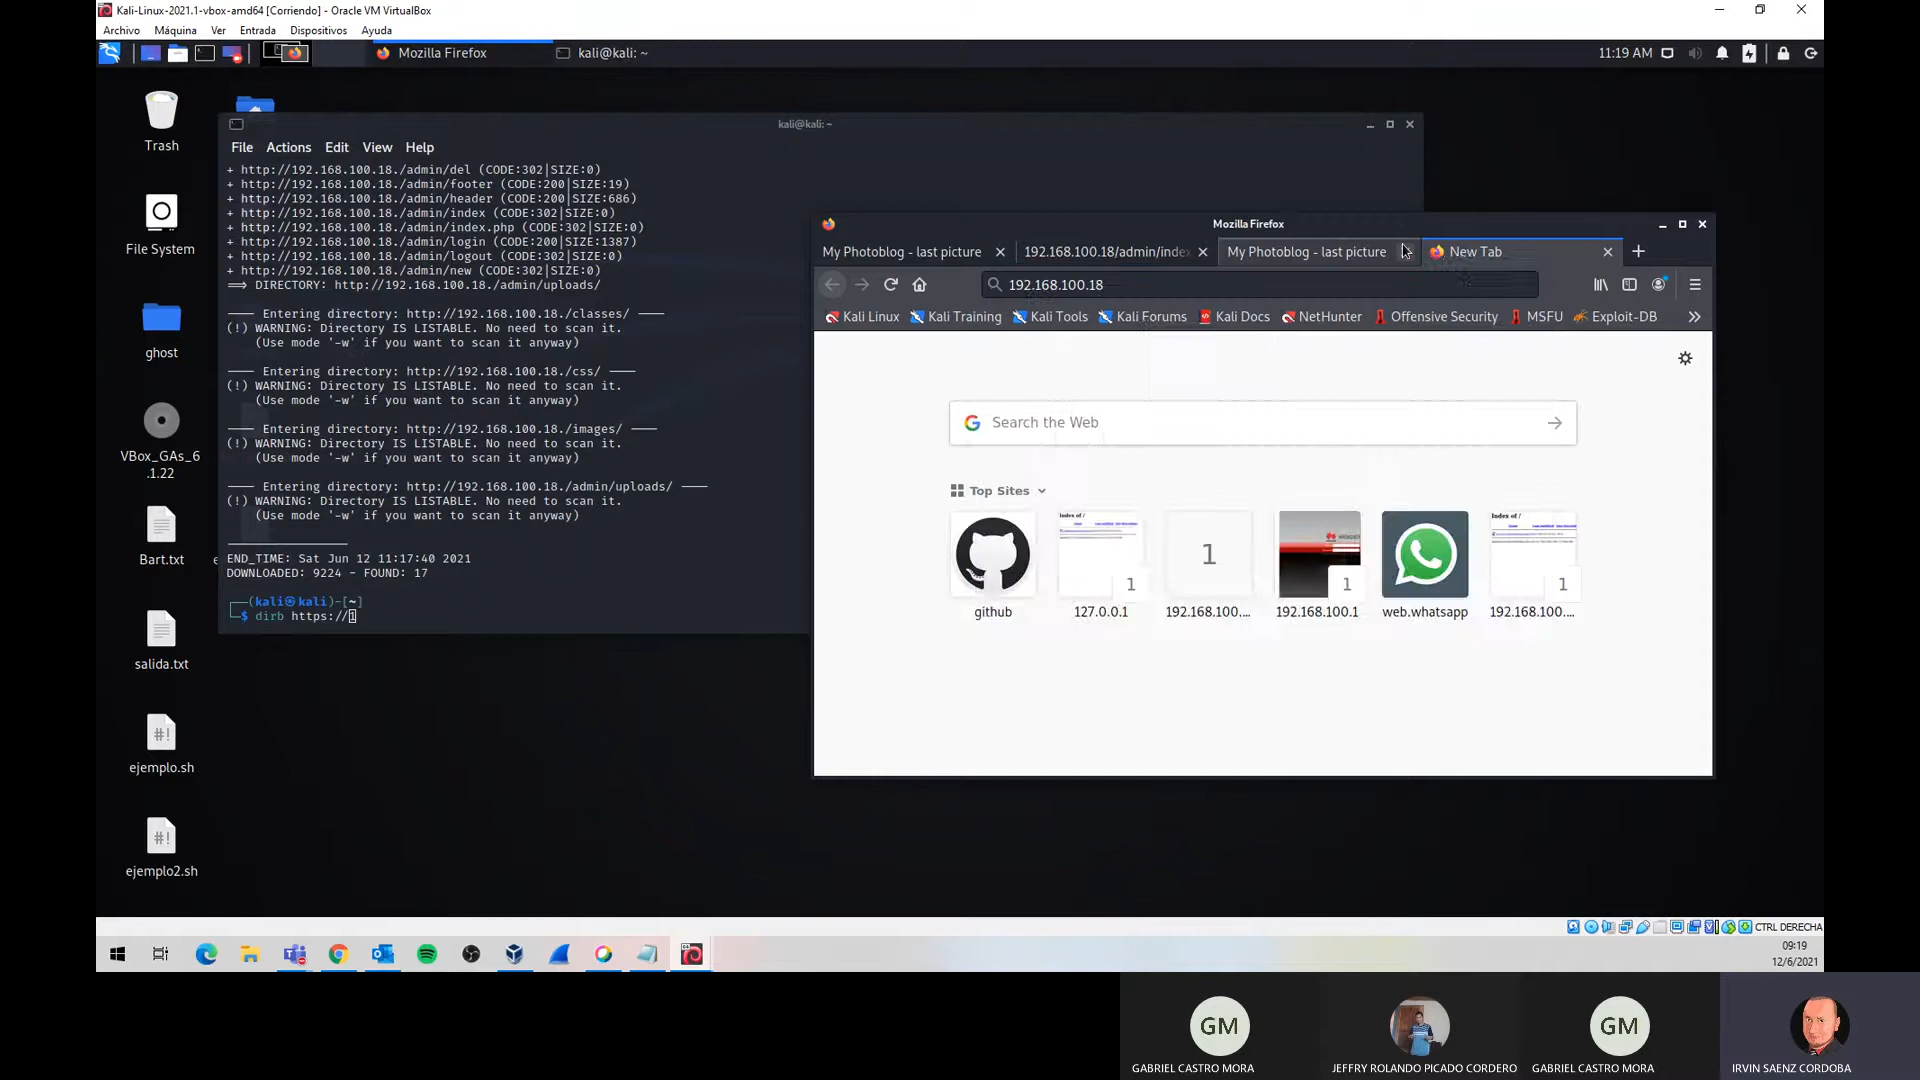 Kali-Linux-2021.1-vbox-amd64 [Corriendo] - Oracle VM VirtualBox
Archivo Máquina Ver Entrada Dispositivos Ayuda
Mozilla Firefox
kali@kali: ~
11:19 AM
Trash
File System
ghost
VBox_GAs_6
.1.22
Bart.txt
salida.txt
ejemplo.sh
ejemplo2.sh
kali@kali: ~
File Actions Edit View Help
+ http://192.168.100.18./admin/del (CODE:302|SIZE:0)
+ http://192.168.100.18./admin/footer (CODE:200|SIZE:19)
+ http://192.168.100.18./admin/header (CODE:200|SIZE:686)
+ http://192.168.100.18./admin/index (CODE:302|SIZE:0)
+ http://192.168.100.18./admin/index.php (CODE:302|SIZE:0)
+ http://192.168.100.18./admin/login (CODE:200|SIZE:1387)
+ http://192.168.100.18./admin/logout (CODE:302|SIZE:0)
+ http://192.168.100.18./admin/new (CODE:302|SIZE:0)
==> DIRECTORY: http://192.168.100.18./admin/uploads/
---- Entering directory: http://192.168.100.18./classes/ ----
(!) WARNING: Directory IS LISTABLE. No need to scan it.
(Use mode '-w' if you want to scan it anyway)
---- Entering directory: http://192.168.100.18./css/ ----
(!) WARNING: Directory IS LISTABLE. No need to scan it.
(Use mode '-w' if you want to scan it anyway)
---- Entering directory: http://192.168.100.18./images/ ----
(!) WARNING: Directory IS LISTABLE. No need to scan it.
(Use mode '-w' if you want to scan it anyway)
---- Entering directory: http://192.168.100.18./admin/uploads/ ----
(!) WARNING: Directory IS LISTABLE. No need to scan it.
(Use mode '-w' if you want to scan it anyway)
-----------------
END_TIME: Sat Jun 12 11:17:40 2021
DOWNLOADED: 9224 - FOUND: 17
┌──(kali㉿kali)-[~]
└─$ dirb https://1
Mozilla Firefox
My Photoblog - last picture
192.168.100.18/admin/index
My Photoblog - last picture
New Tab
192.168.100.18
Kali Linux Kali Training Kali Tools Kali Forums Kali Docs NetHunter Offensive Security MSFU Exploit-DB
Search the Web
Top Sites
1 1 1 1 1
github 127.0.0.1 192.168.100.... 192.168.100.1 web.whatsapp 192.168.100....
CTRL DERECHA
09:19
12/6/2021
GM GM
GABRIEL CASTRO MORA
JEFFRY ROLANDO PICADO CORDERO
GABRIEL CASTRO MORA
IRVIN SAENZ CORDOBA